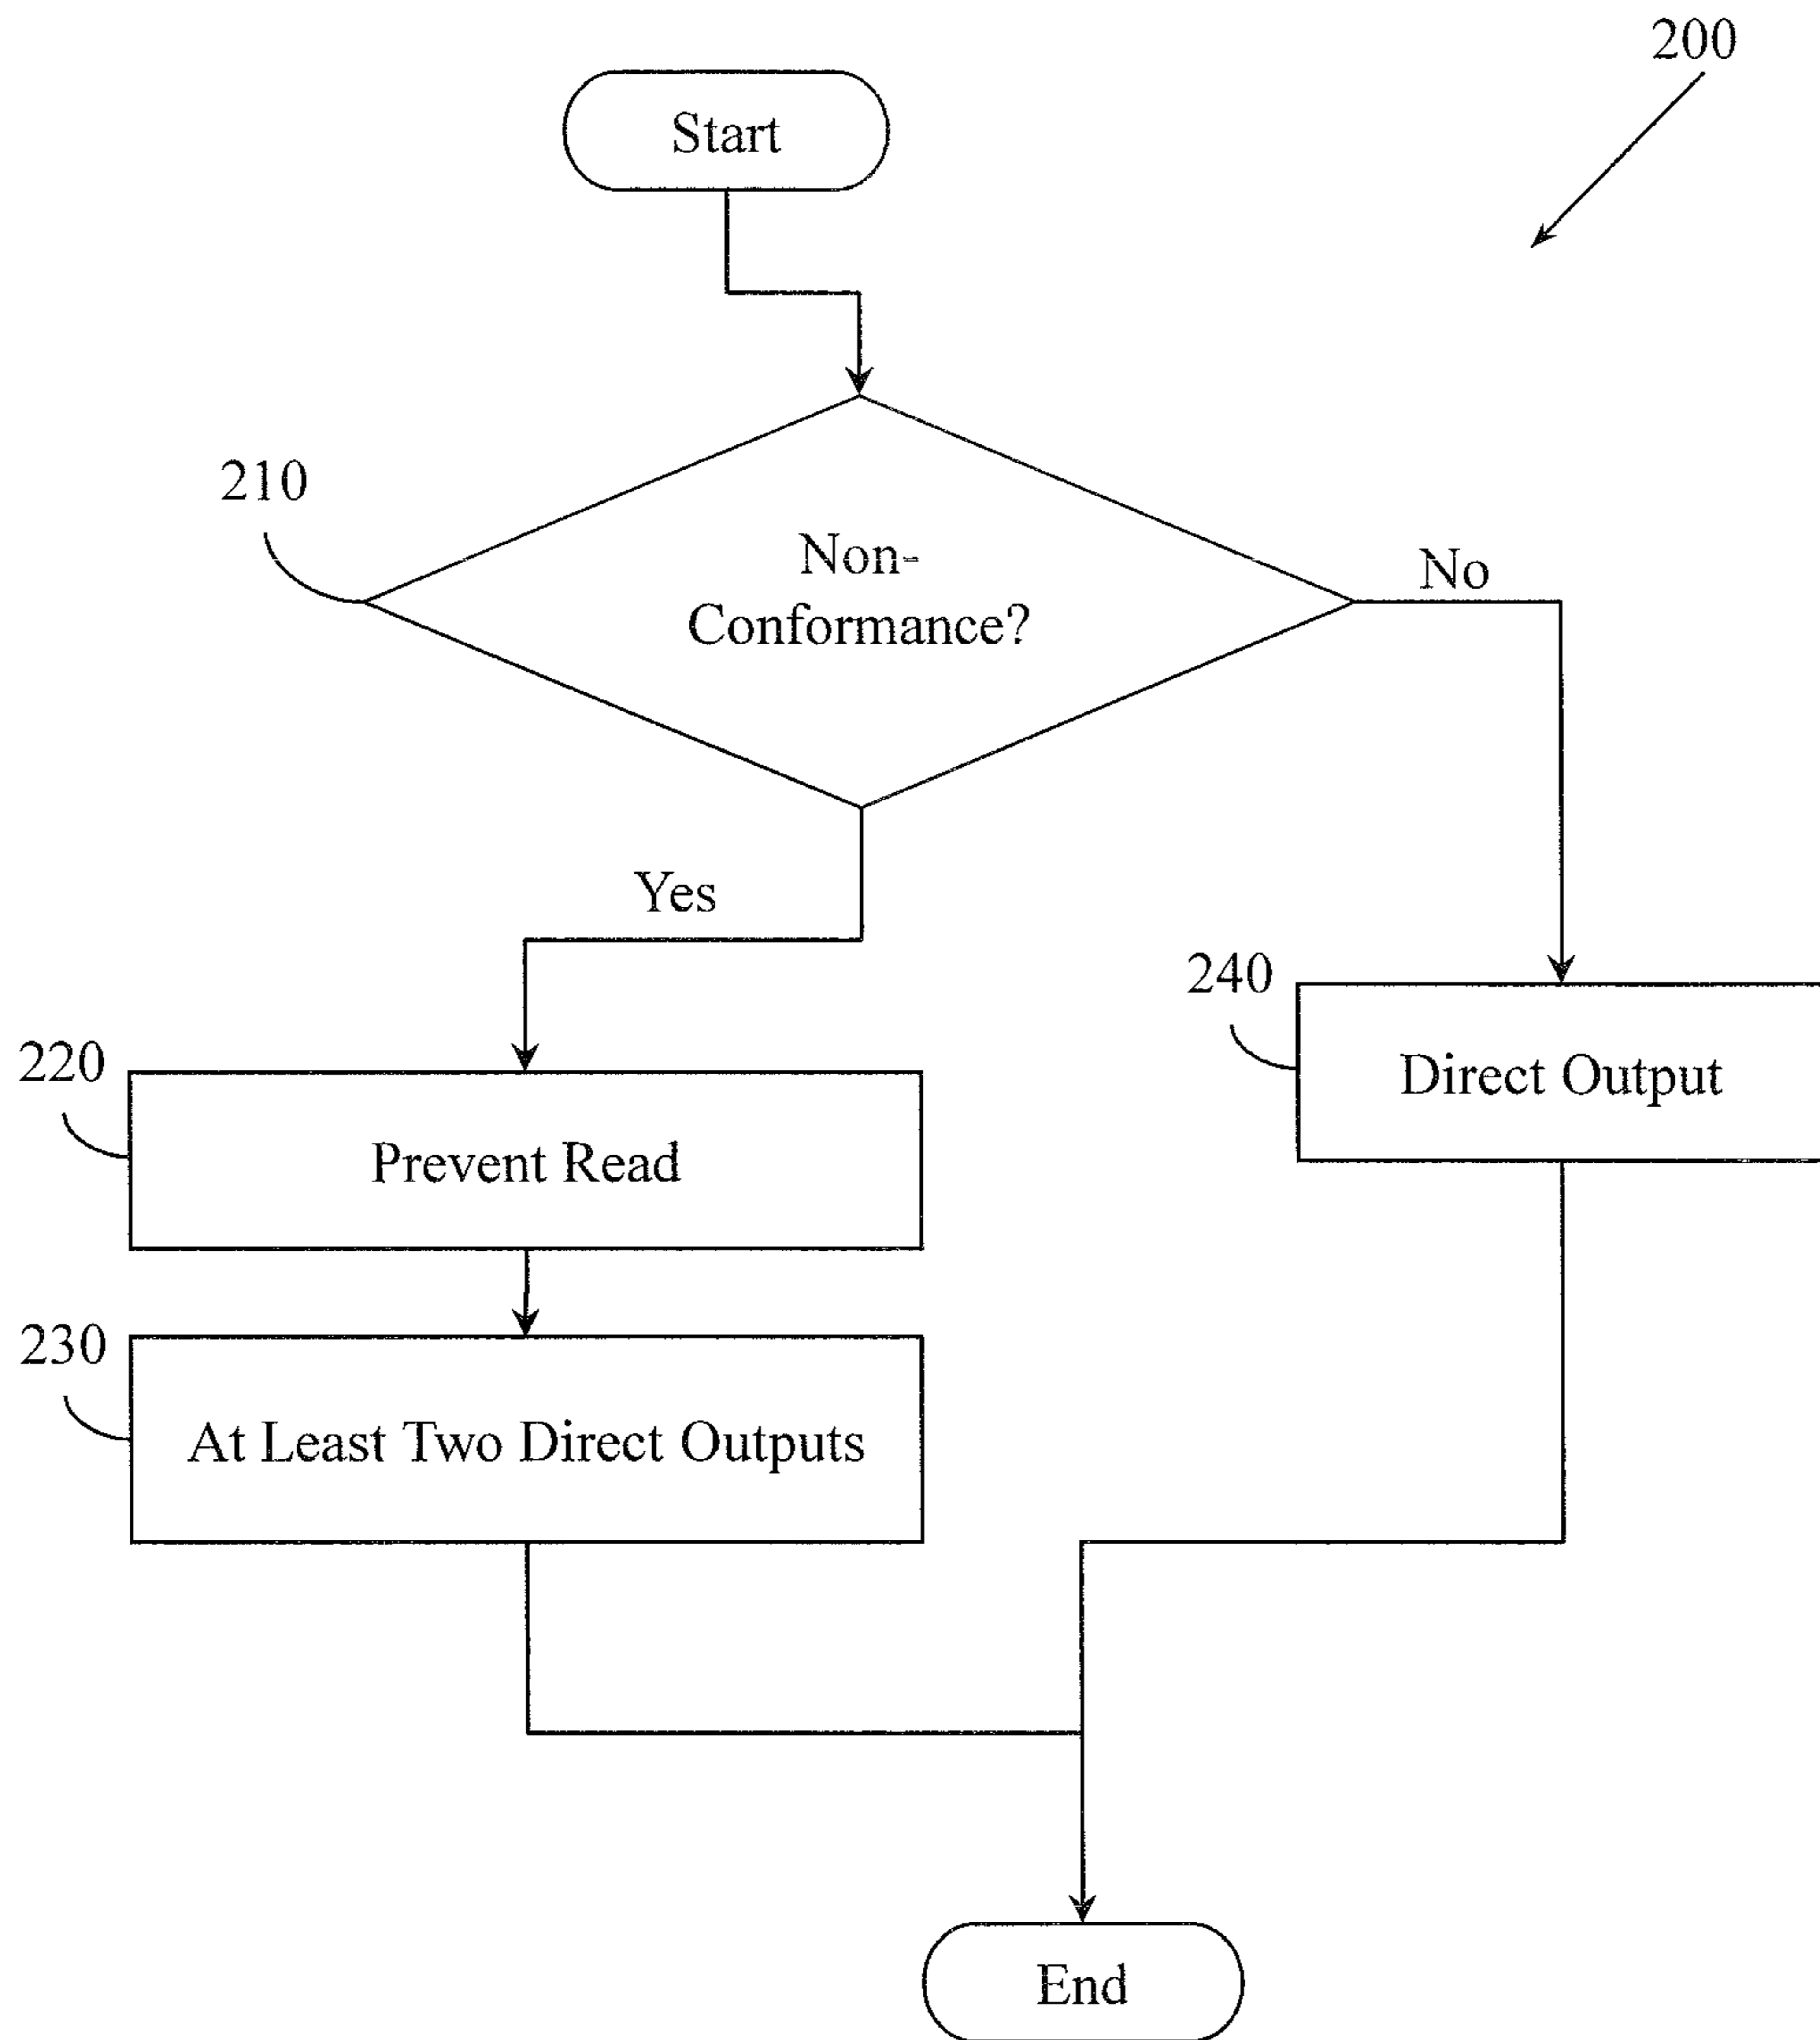 200
Start
210
Non-
Conformance?
No
Yes
240
Direct Output
220
Prevent Read
230
At Least Two Direct Outputs
End